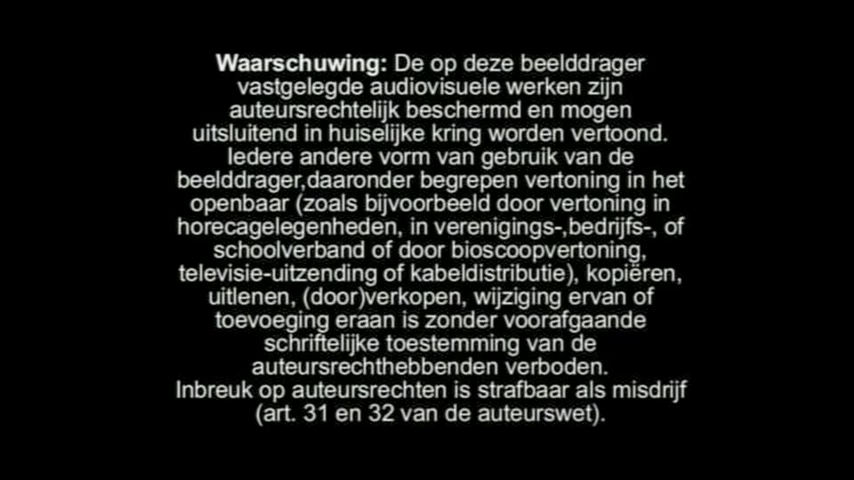 Waarschuwing: De op deze beelddrager
vastgelegde audiovisuele werken zijn
auteursrechtelijk beschermd en mogen
uitsluitend in huiselijke kring worden vertoond.
Iedere andere vorm van gebruik van de
beelddrager,daaronder begrepen vertoning in het
openbaar (zoals bijvoorbeeld door vertoning in
horecagelegenheden, in verenigings-,bedrijfs-, of
schoolverband of door bioscoopvertoning,
televisie-uitzending of kabeldistributie), kopiëren,
uitlenen, (door)verkopen, wijziging ervan of
toevoeging eraan is zonder voorafgaande
schriftelijke toestemming van de
auteursrechthebbenden verboden.
Inbreuk op auteursrechten is strafbaar als misdrijf
(art. 31 en 32 van de auteurswet).